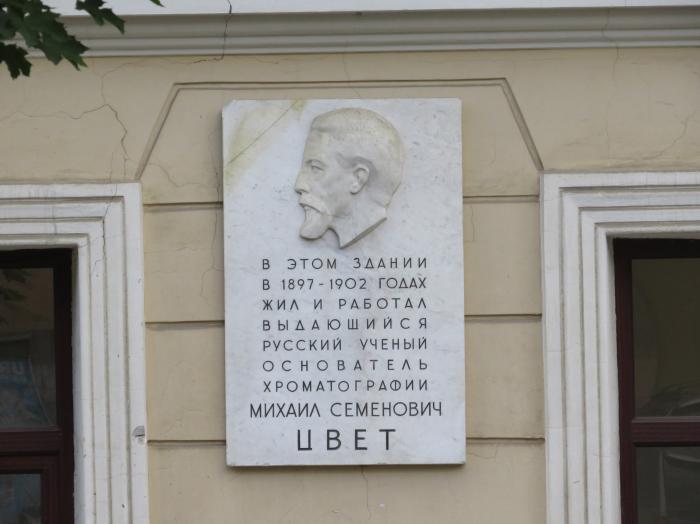 В ЭТОМ ЗДАНИИ
В 1897-1902 ГОДАХ
ЖИЛ И РАБОТАЛ
ВЫДАЮЩИЙСЯ
РУССКИЙ УЧЕНЫЙ
ОСНОВАТЕЛЬ
ХРОМАТОГРАФИИ
МИХАИЛ СЕМЕНОВИЧ
ЦВЕТ